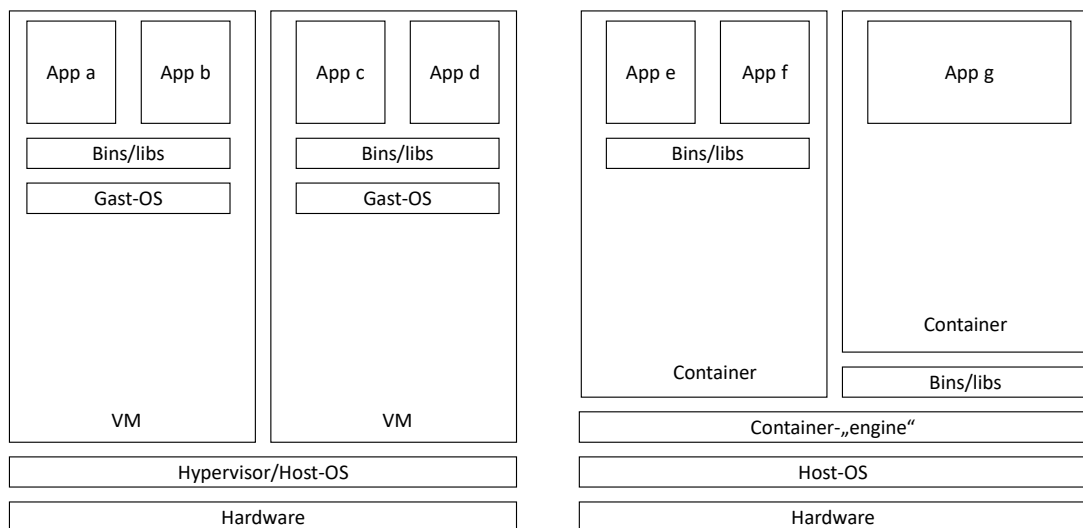 App a
App b
Bins/libs
Gast-OS
VM
App c
App d
Bins/libs
Gast-OS
VM
Hypervisor/Host-OS
Hardware
App e
App f
Bins/libs
Container
App g
Container
Bins/libs
Container-„engine“
Host-OS
Hardware